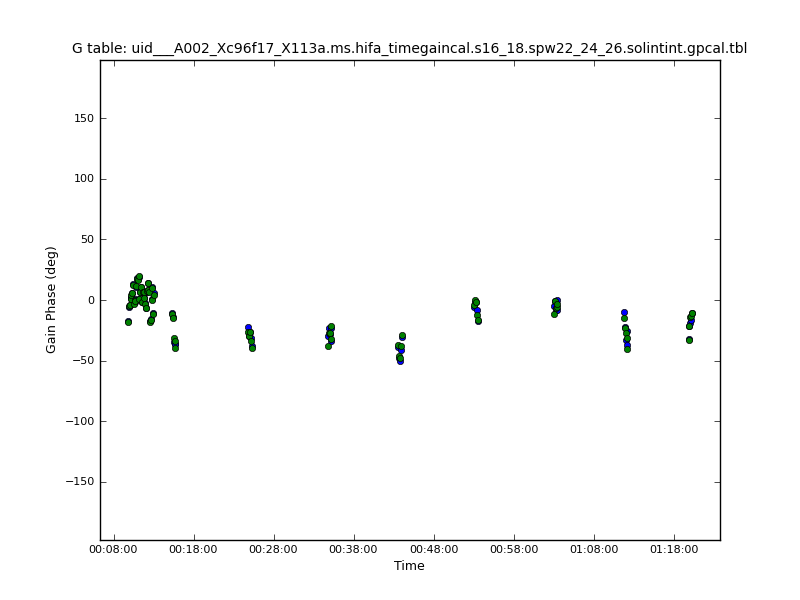 G table: uid___A002_Xc96f17_X113a.ms.hifa_timegaincal.s16_18.spw22_24_26.solintint.gpcal.tbl
Gain Phase (deg)
150
100
50
0
−50
−100
−150
00:08:00 00:18:00 00:28:00 00:38:00 00:48:00 00:58:00 01:08:00 01:18:00
Time